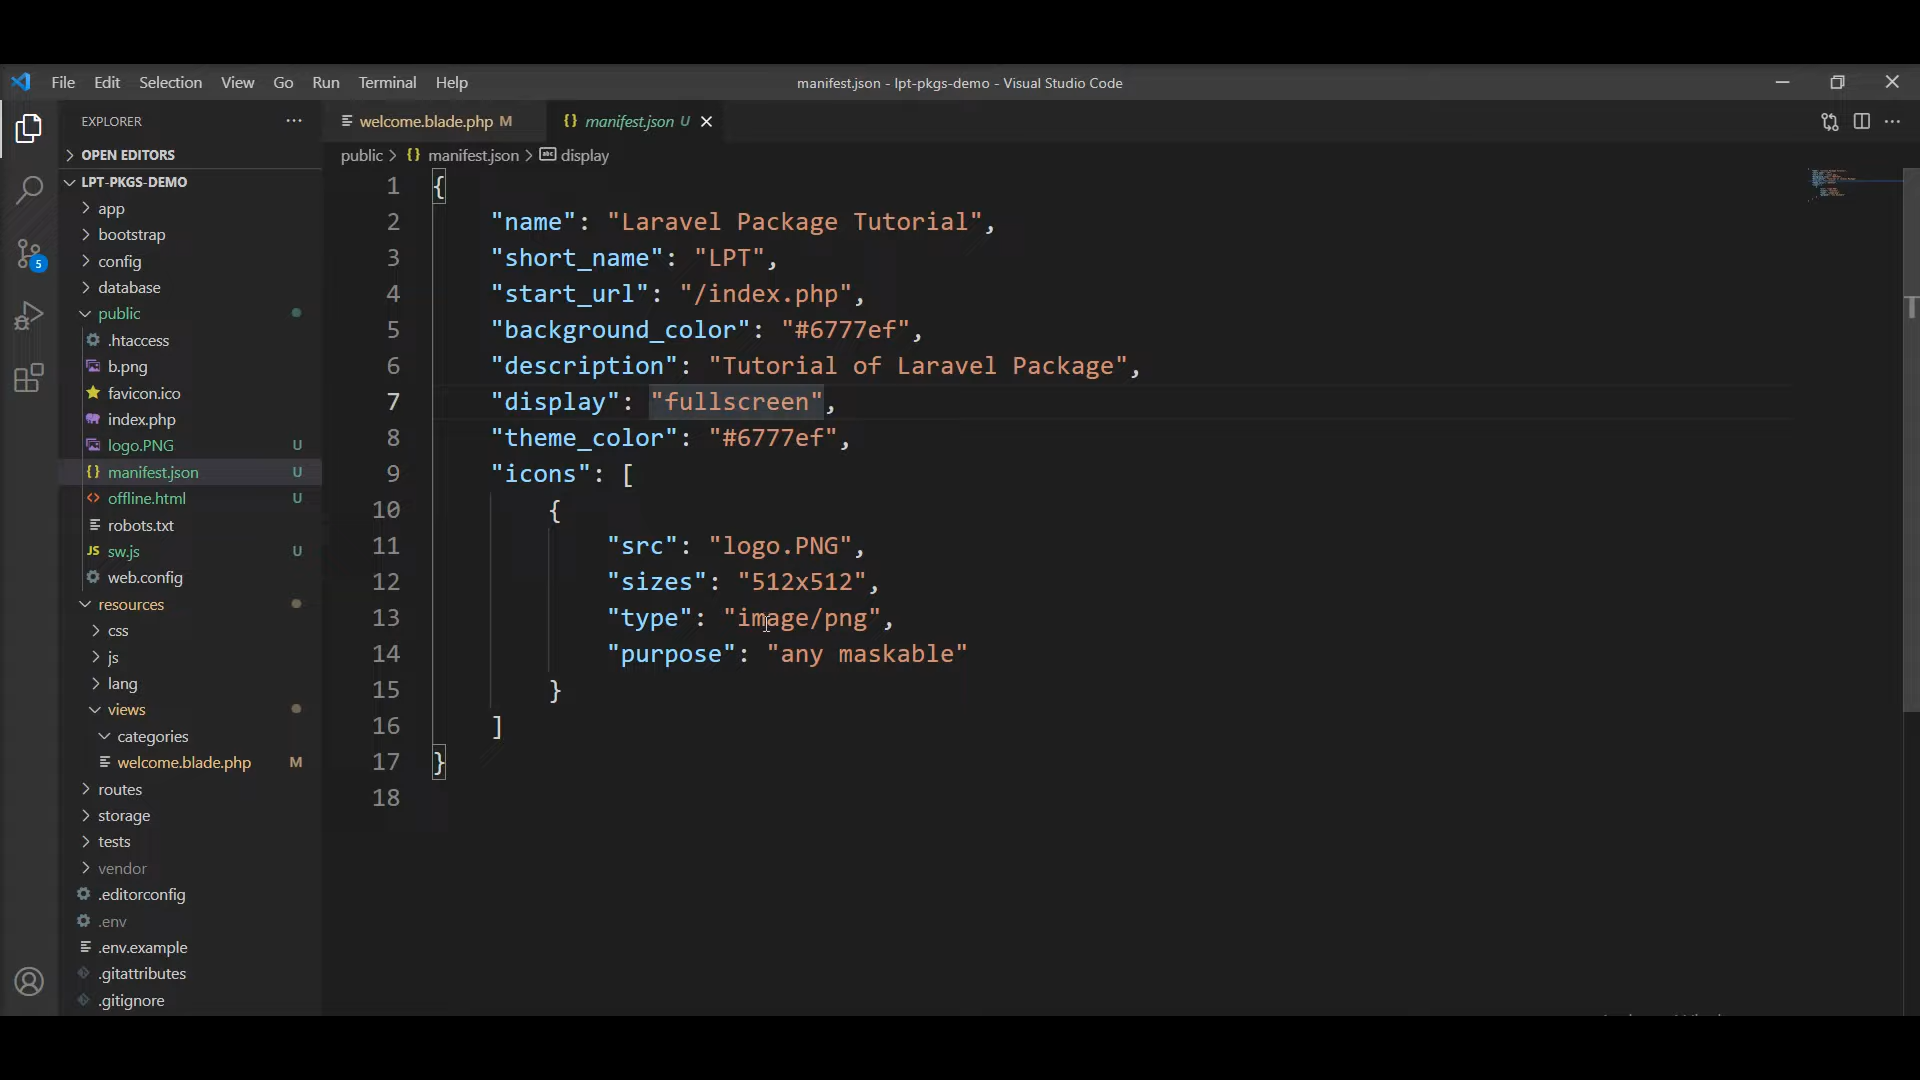 File Edit Selection View Go Run Terminal Help
manifest.json - lpt-pkgs-demo - Visual Studio Code
EXPLORER
OPEN EDITORS
LPT-PKGS-DEMO
app
bootstrap
config
database
public
.htaccess
b.png
favicon.ico
index.php
logo.PNG U
manifest.json U
offline.html U
robots.txt
JS sw.js U
web.config
resources
css
js
lang
views
categories
welcome.blade.php M
routes
storage
tests
vendor
.editorconfig
.env
.env.example
.gitattributes
.gitignore
5
welcome.blade.php M
{} manifest.json U
public > {} manifest.json > abc display
1 {
2 "name": "Laravel Package Tutorial",
3 "short_name": "LPT",
4 "start_url": "/index.php",
5 "background_color": "#6777ef",
6 "description": "Tutorial of Laravel Package",
7 "display": "fullscreen",
8 "theme_color": "#6777ef",
9 "icons": [
10 {
11 "src": "logo.PNG",
12 "sizes": "512x512",
13 "type": "image/png",
14 "purpose": "any maskable"
15 }
16 ]
17 }
18